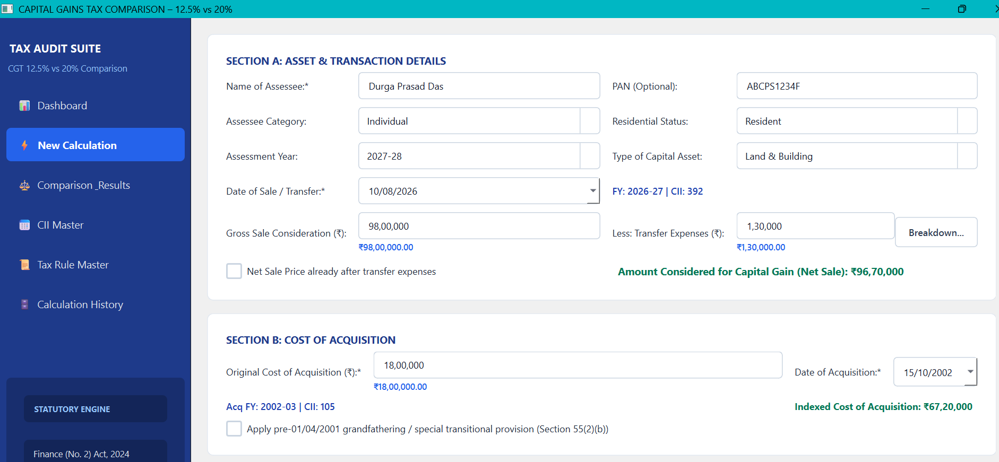 CAPITAL GAINS TAX COMPARISON – 12.5% vs 20%
TAX AUDIT SUITE
CGT 12.5% vs 20% Comparison
Dashboard
New Calculation
Comparison _Results
CII Master
Tax Rule Master
Calculation History
STATUTORY ENGINE
Finance (No. 2) Act, 2024
SECTION A: ASSET & TRANSACTION DETAILS
Name of Assessee:* Durga Prasad Das PAN (Optional): ABCPS1234F
Assessee Category: Individual Residential Status: Resident
Assessment Year: 2027-28 Type of Capital Asset: Land & Building
Date of Sale / Transfer:* 10/08/2026 FY: 2026-27 | CII: 392
Gross Sale Consideration (₹): 98,00,000 Less: Transfer Expenses (₹): 1,30,000 Breakdown...
₹98,00,000.00 ₹1,30,000.00
Net Sale Price already after transfer expenses Amount Considered for Capital Gain (Net Sale): ₹96,70,000
SECTION B: COST OF ACQUISITION
Original Cost of Acquisition (₹):* 18,00,000 Date of Acquisition:* 15/10/2002
₹18,00,000.00
Acq FY: 2002-03 | CII: 105 Indexed Cost of Acquisition: ₹67,20,000
Apply pre-01/04/2001 grandfathering / special transitional provision (Section 55(2)(b))